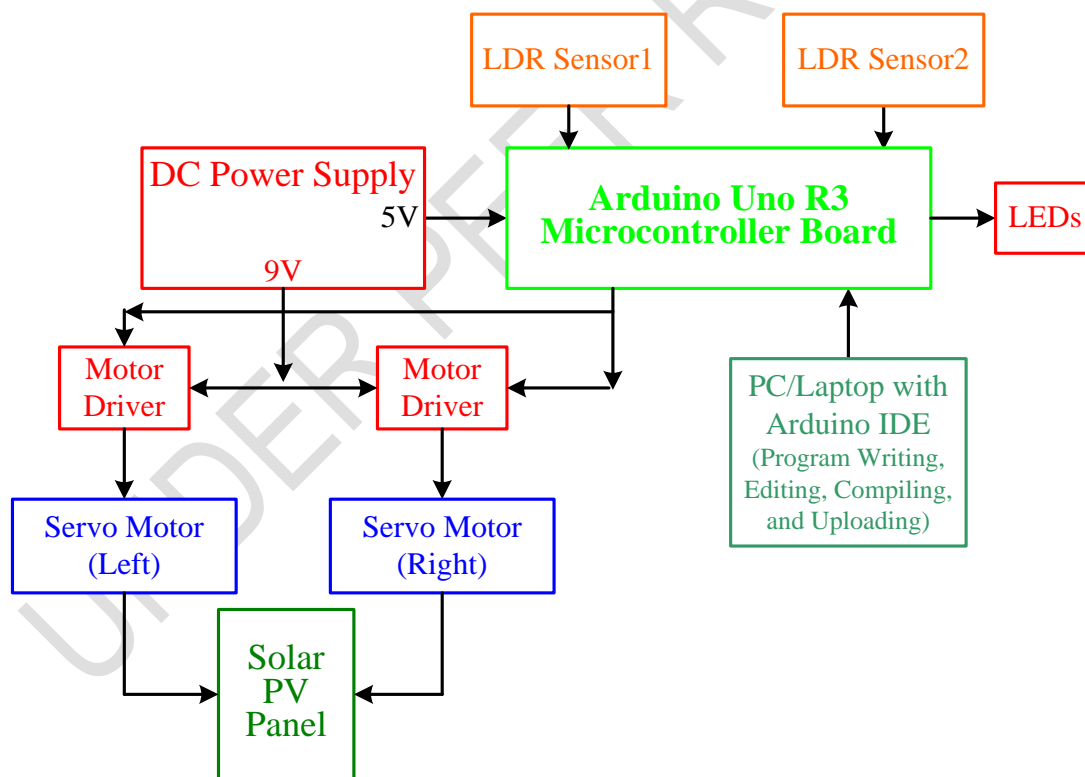 LDR Sensor1
LDR Sensor2
DC Power Supply
5V
9V
Arduino Uno R3
Microcontroller Board
LEDs
Motor
Driver
Motor
Driver
PC/Laptop with
Arduino IDE
(Program Writing,
Editing, Compiling,
and Uploading)
Servo Motor
(Left)
Servo Motor
(Right)
Solar
PV
Panel
UNDER PEER R